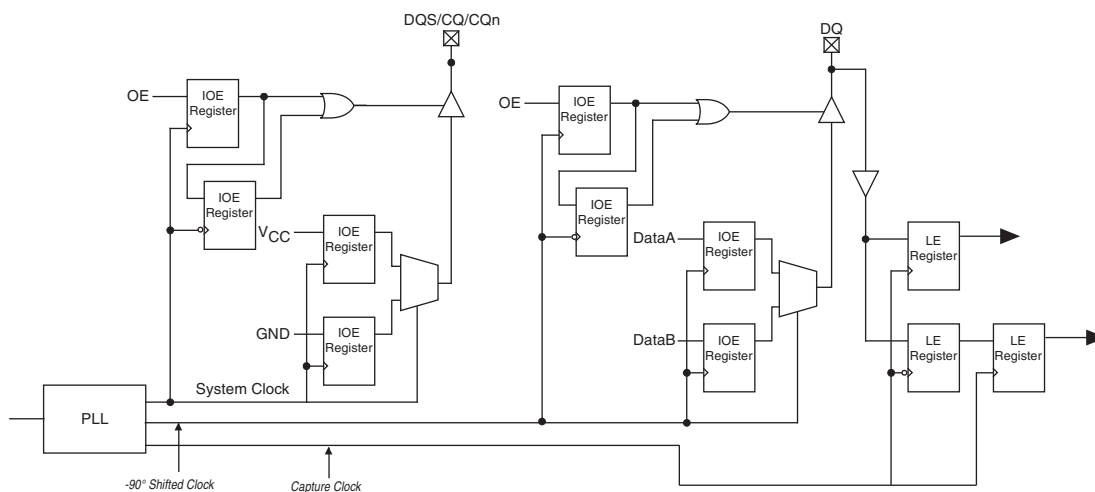 DQS/CQ/CQn
DQ
OE
IOE
Register
OE
IOE
Register
IOE
Register
IOE
Register
VCC
IOE
Register
DataA
IOE
Register
LE
Register
GND
IOE
Register
DataB
IOE
Register
LE
Register
LE
Register
System Clock
PLL
-90° Shifted Clock
Capture Clock